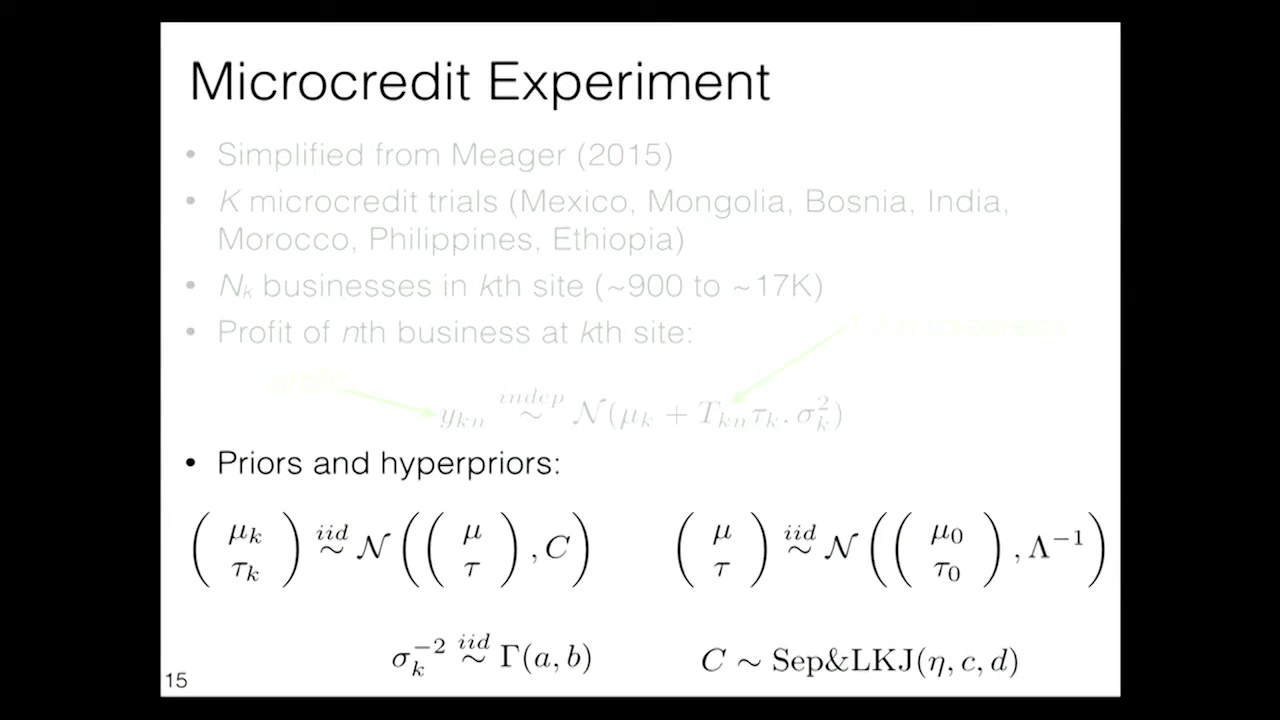 Microcredit Experiment
• Simplified from Meager (2015)
• K microcredit trials (Mexico, Mongolia, Bosnia, India,
Morocco, Philippines, Ethiopia)
• N_k businesses in kth site (~900 to ~17K)
• Profit of nth business at kth site:
1 if microcredit
profit
y_{kn} \overset{indep}{\sim} \mathcal{N}(\mu_k + T_{kn}\tau_k, \sigma_k^2)
• Priors and hyperpriors:
\begin{pmatrix} \mu_k \\ \tau_k \end{pmatrix} \overset{iid}{\sim} \mathcal{N}\left(\begin{pmatrix} \mu \\ \tau \end{pmatrix}, C\right) \begin{pmatrix} \mu \\ \tau \end{pmatrix} \overset{iid}{\sim} \mathcal{N}\left(\begin{pmatrix} \mu_0 \\ \tau_0 \end{pmatrix}, \Lambda^{-1}\right)
\sigma_k^{-2} \overset{iid}{\sim} \Gamma(a, b) C \sim Sep&LKJ(\eta, c, d)
15